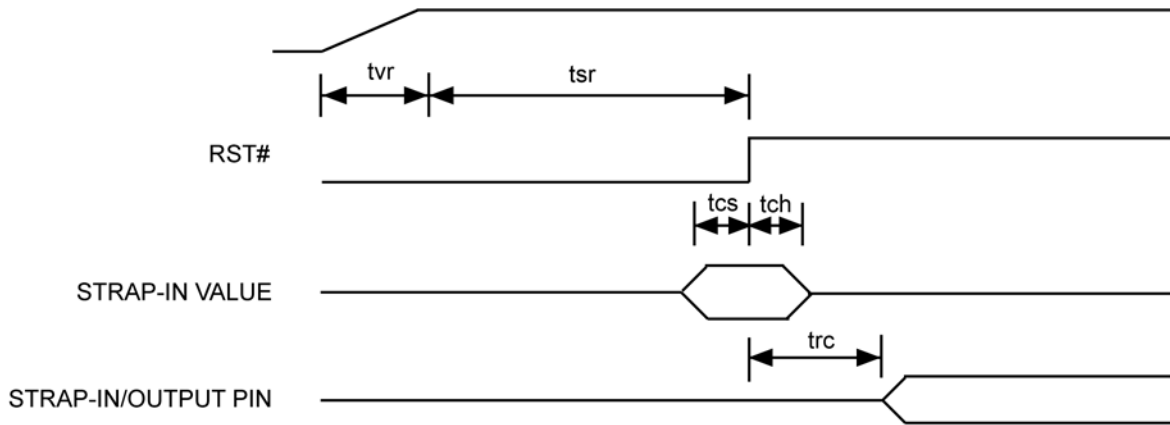 tvr
tsr
RST#
tcs
tch
STRAP-IN VALUE
trc
STRAP-IN/OUTPUT PIN